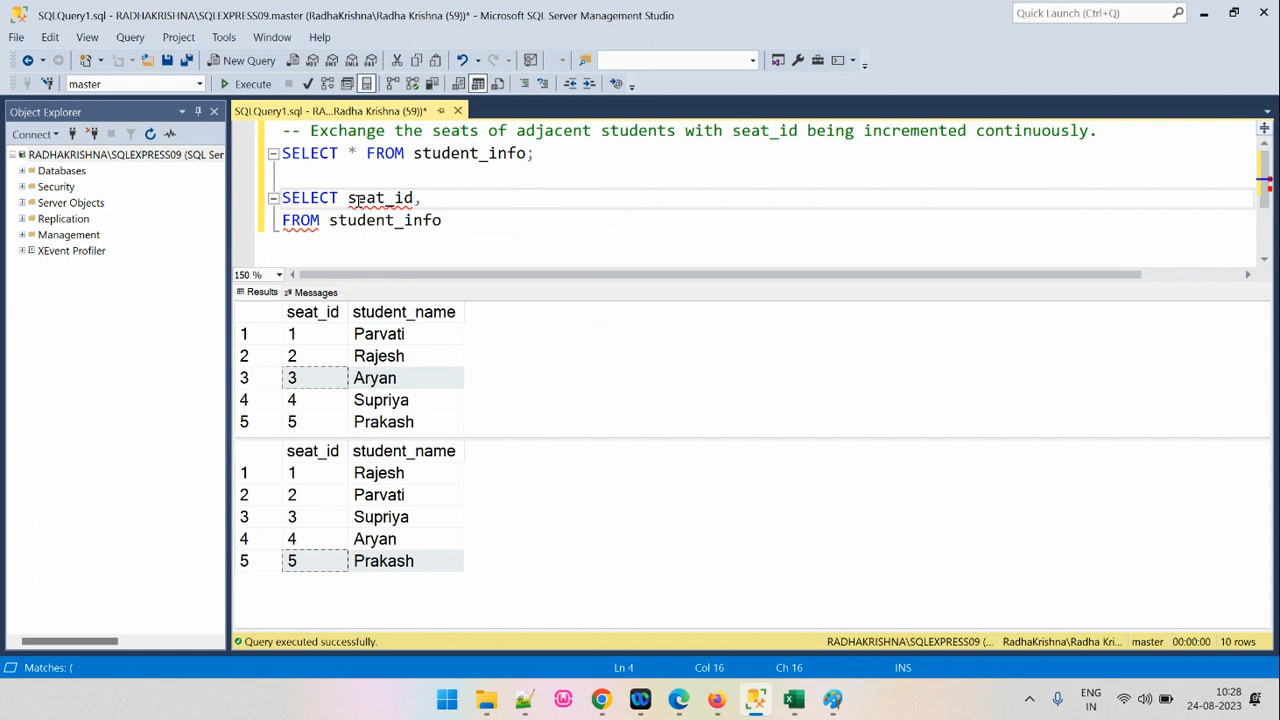 SQLQuery1.sql - RADHAKRISHNA\SQLEXPRESS09.master (RadhaKrishna\Radha Krishna (59))* - Microsoft SQL Server Management Studio
Quick Launch (Ctrl+Q)
File Edit View Query Project Tools Window Help
New Query
master
Execute
Object Explorer
SQLQuery1.sql - RA...Radha Krishna (59))*
Connect
RADHAKRISHNA\SQLEXPRESS09 (SQL Ser
Databases
Security
Server Objects
Replication
Management
XEvent Profiler
-- Exchange the seats of adjacent students with seat_id being incremented continuously.
SELECT * FROM student_info;
SELECT seat_id,
FROM student_info
150 %
Results Messages
seat_id student_name
1 1 Parvati
2 2 Rajesh
3 3 Aryan
4 4 Supriya
5 5 Prakash
seat_id student_name
1 1 Rajesh
2 2 Parvati
3 3 Supriya
4 4 Aryan
5 5 Prakash
Query executed successfully.
RADHAKRISHNA\SQLEXPRESS09 (... RadhaKrishna\Radha Kri... master 00:00:00 10 rows
Matches: (
Ln 4 Col 16 Ch 16 INS
ENG
IN
10:28
24-08-2023